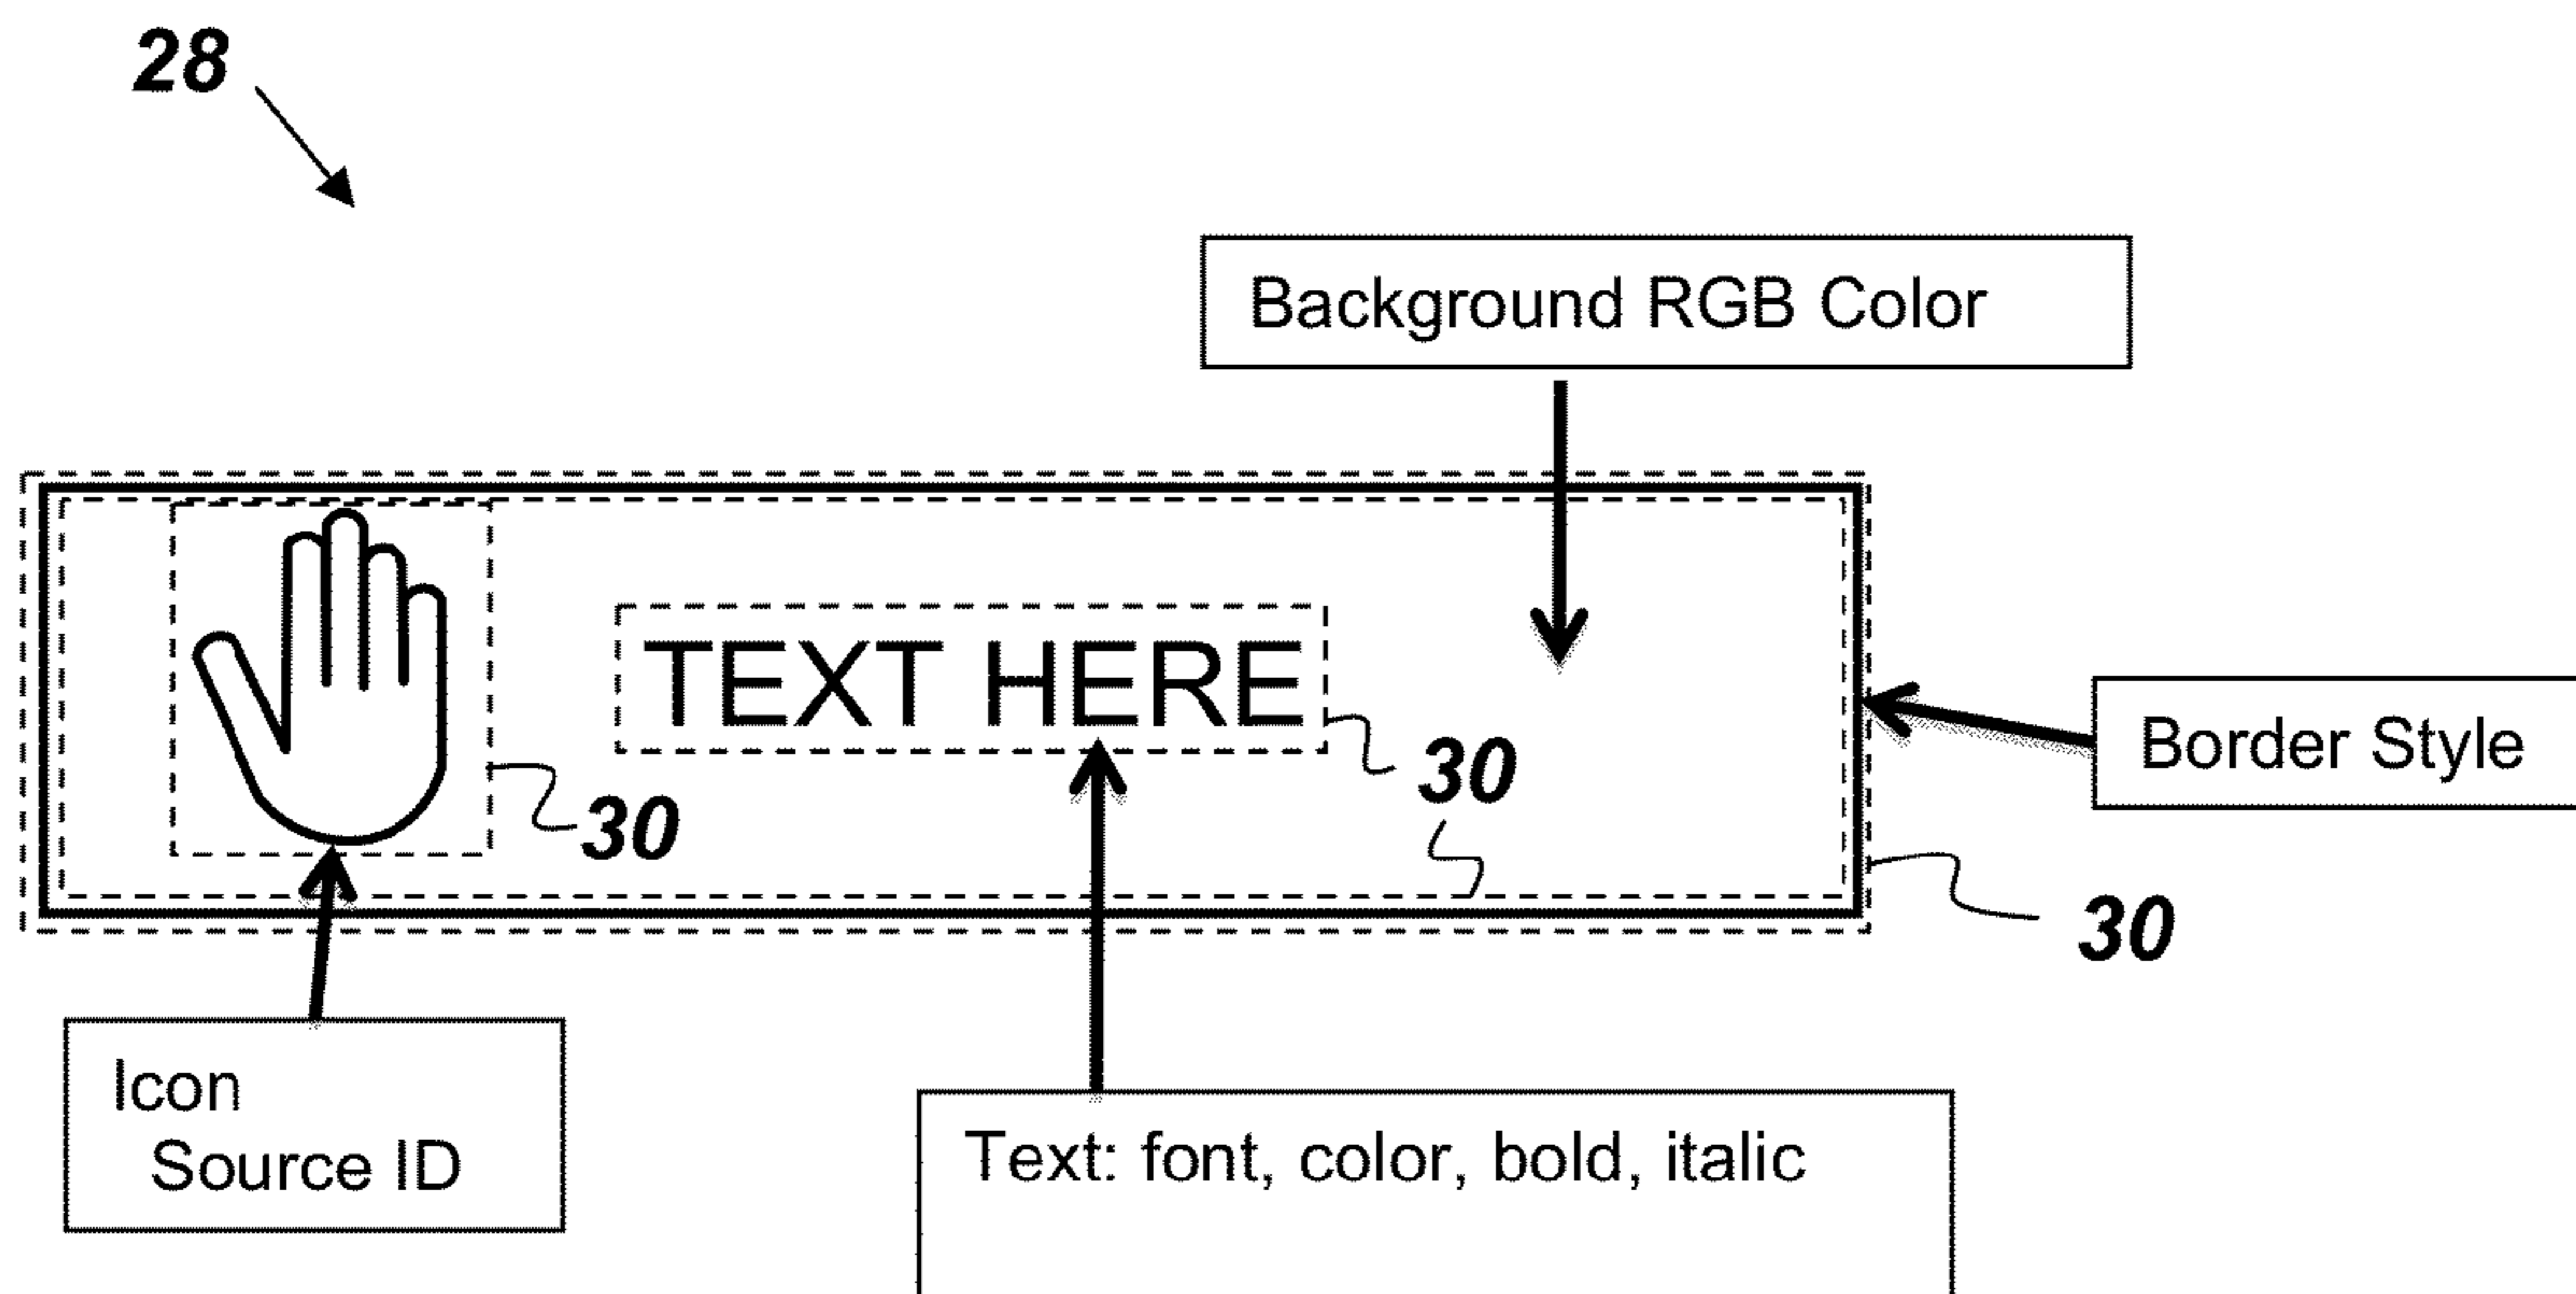 28
Background RGB Color
TEXT HERE
30
Border Style
30
30
Icon
Source ID
Text: font, color, bold, italic